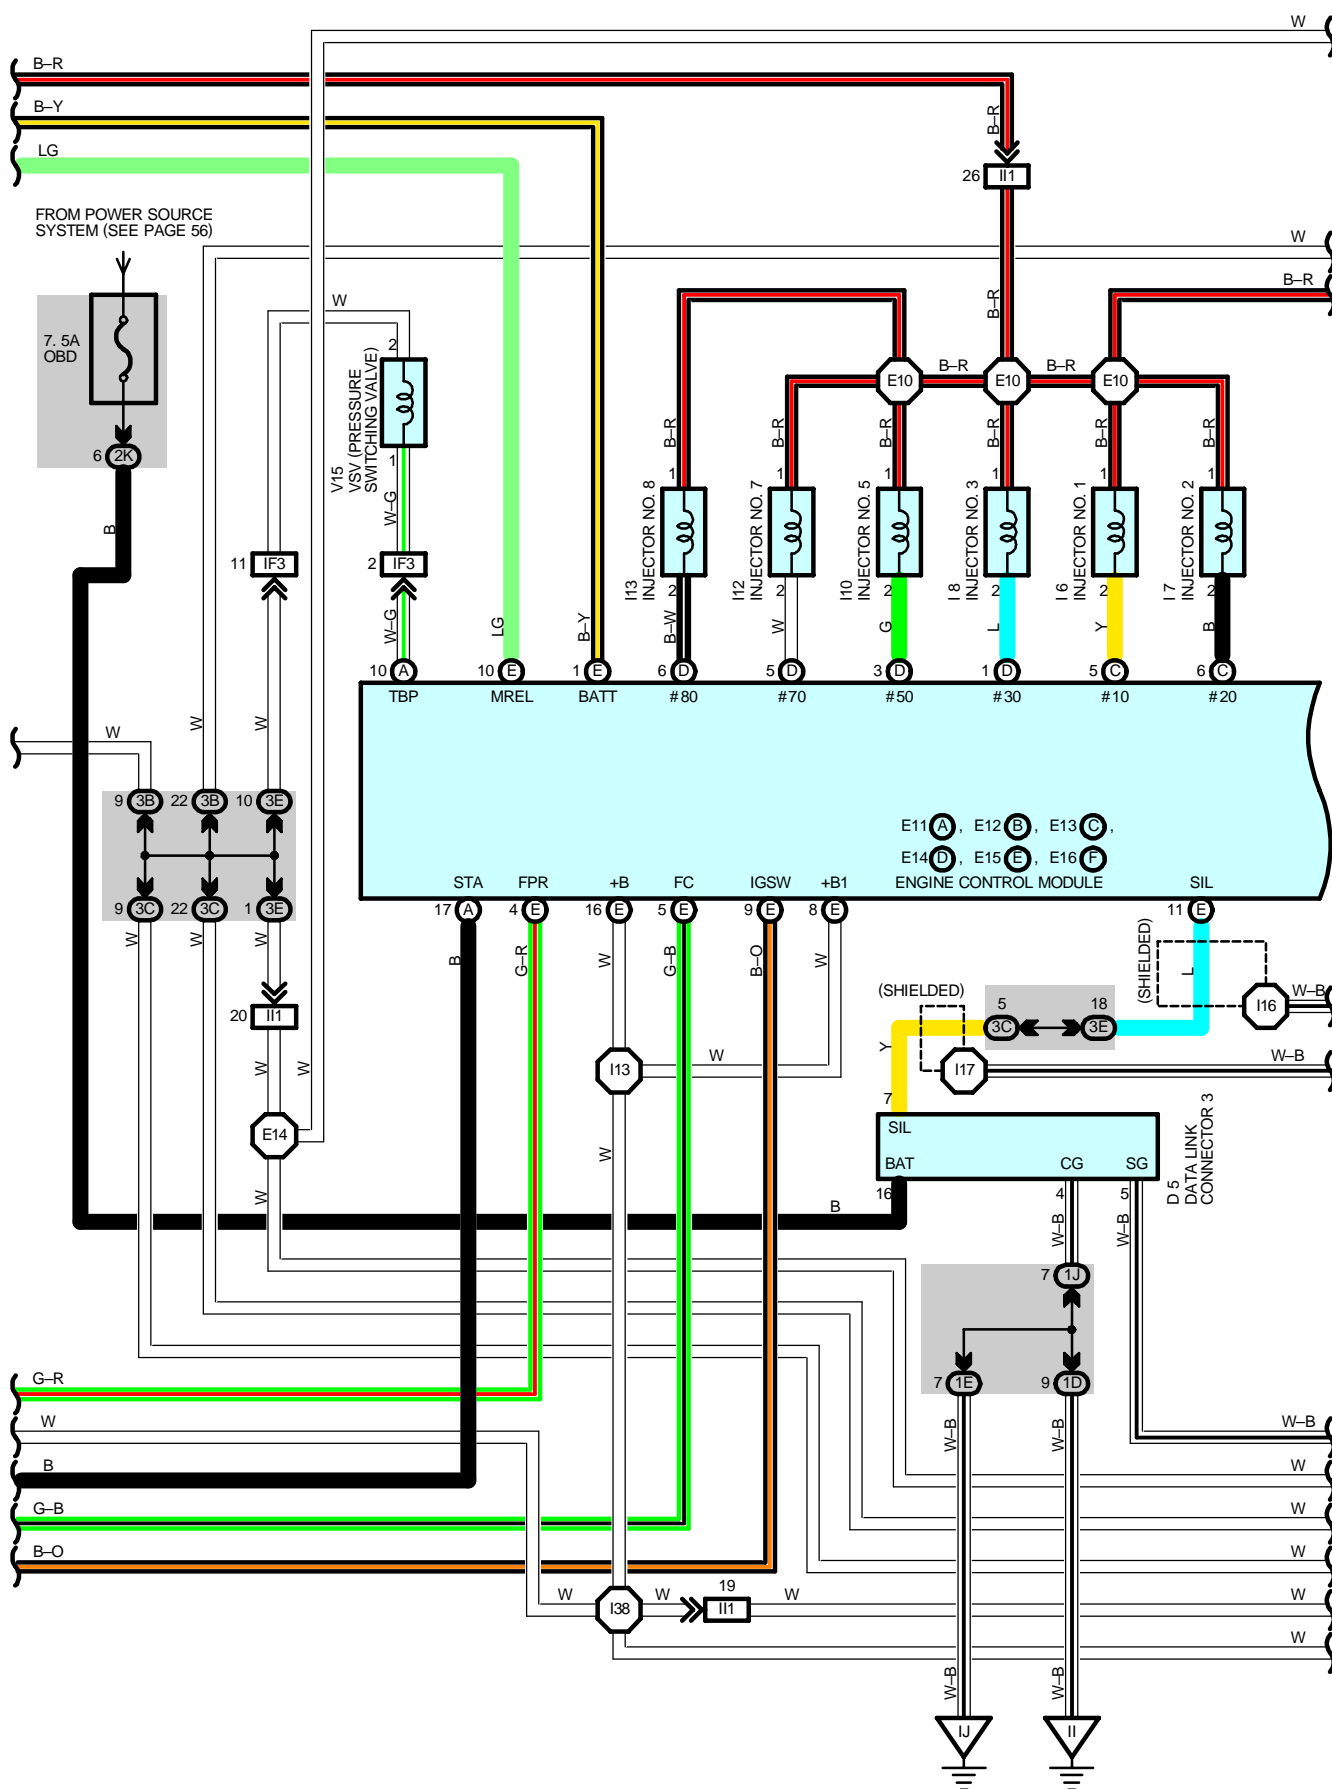 W
B–R
B–Y
LG
B–R
26 II1
FROM POWER SOURCE
SYSTEM (SEE PAGE 56)
W
B–R
B–R
W
7. 5A
OBD
2
V15
VSV (PRESSURE
SWITCHING VALVE)
1
6 2K
B
E10
B–R
E10
B–R
E10
B–R
B–R
B–R
B–R
B–R
B–R
1
1
1
1
1
1
I13
INJECTOR NO. 8
I12
INJECTOR NO. 7
I10
INJECTOR NO. 5
I 8
INJECTOR NO. 3
I 6
INJECTOR NO. 1
I 7
INJECTOR NO. 2
2
2
2
2
2
2
W–G
11 IF3
2 IF3
W–G
LG
B–Y
B–W
W
G
L
Y
B
10 A
10 E
1 E
6 D
5 D
3 D
1 D
5 C
6 C
TBP
MREL
BATT
#80
#70
#50
#30
#10
#20
W
W
W
9 3B
22 3B
10 3E
E11 A , E12 B , E13 C ,
E14 D , E15 E , E16 F
ENGINE CONTROL MODULE
STA
FPR
+B
FC
IGSW
+B1
SIL
9 3C
22 3C
1 3E
17 A
4 E
16 E
5 E
9 E
8 E
11 E
W
W
W
B
G–R
W
G–B
B–O
W
L
(SHIELDED)
(SHIELDED)
5
3C
18
3E
I16
W–B
20 II1
I13
W
Y
I17
W–B
W
W
E14
W
W
7
SIL
BAT
CG
SG
D 5
DATA LINK
CONNECTOR 3
16
4
5
B
W–B
W–B
7 1J
7 1E
9 1D
G–R
W
B
G–B
B–O
W–B
W–B
W–B
W
W
W
W
I38
W
19
II1
W
W
W
W–B
W–B
IJ
II